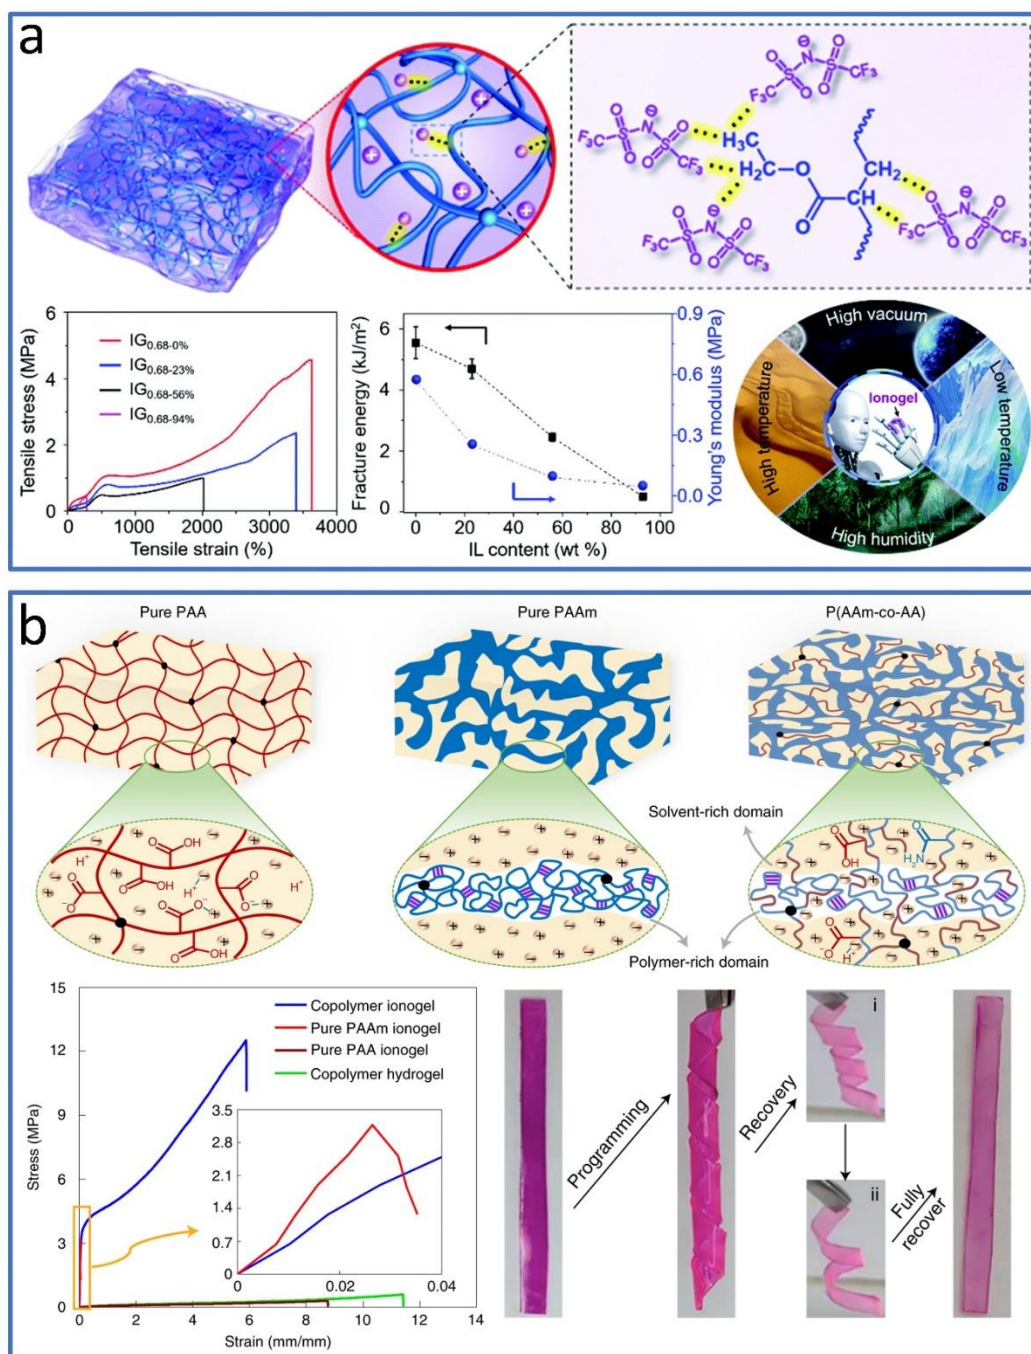 a
F₃C
S
O
O
N
⊖
S
O
O
CF₃
F₃C
S
O
O
N
⊖
S
O
O
CF₃
H₃C
H₂C
O
O
CH₂
C
H
F₃C
S
O
O
N
⊖
S
O
O
CF₃
F₃C
S
O
O
N
⊖
S
O
O
CF₃
Tensile stress (MPa)
6
4
2
0
IG0.68-0%
IG0.68-23%
IG0.68-56%
IG0.68-94%
0 1000 2000 3000 4000
Tensile strain (%)
Fracture energy (kJ/m²)
6
4
2
0
0 20 40 60 80 100
IL content (wt %)
0.9
0.6
0.3
0.0
Young's modulus (MPa)
High vacuum
High temperature
Low temperature
High humidity
Ionogel
b
Pure PAA
Pure PAAm
P(AAm-co-AA)
Solvent-rich domain
Polymer-rich domain
H⁺
O
OH
O
O⁻
O
OH
H⁺
O
O⁻
H⁺
O
O⁻
O
OH
O
OH
O
H₂N
O
O⁻
H⁺
15
12
9
6
3
0
Stress (MPa)
Copolymer ionogel
Pure PAAm ionogel
Pure PAA ionogel
Copolymer hydrogel
3.5
2.8
2.1
1.4
0.7
0
0.02 0.04
0 2 4 6 8 10 12 14
Strain (mm/mm)
Programming
Recovery
i
ii
Fully
recover